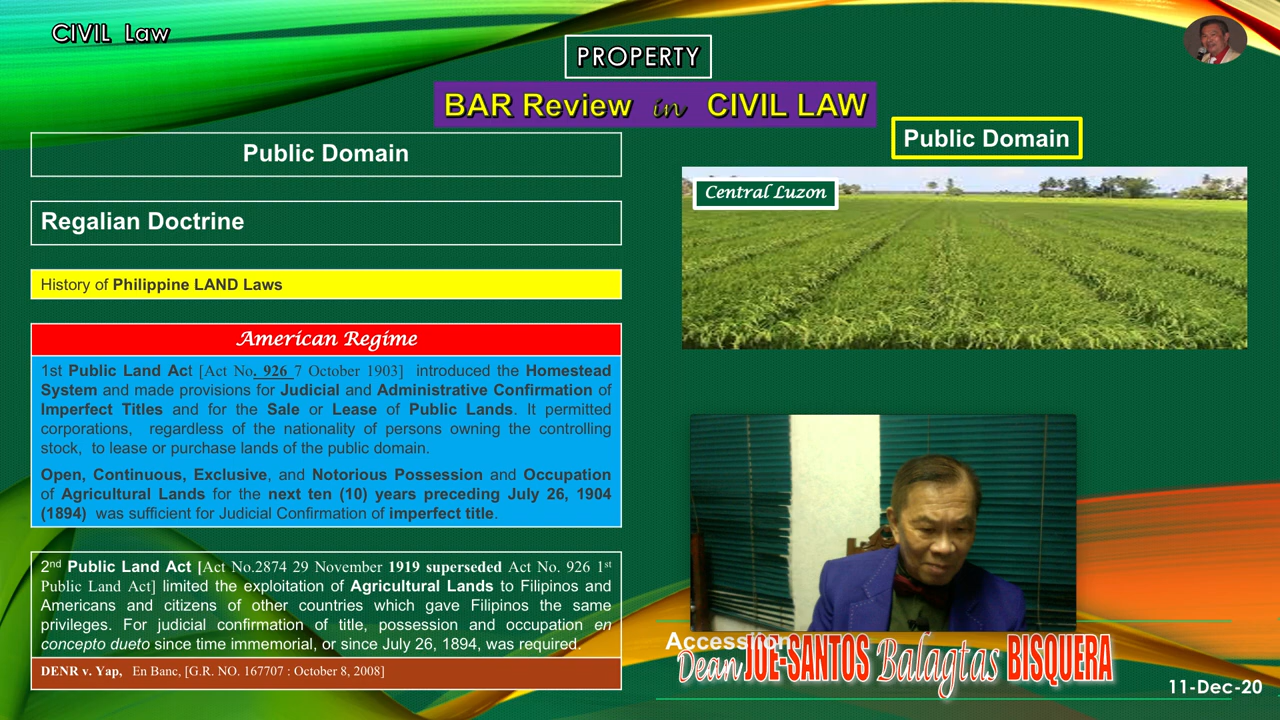 CIVIL Law
PROPERTY
BAR Review in CIVIL LAW
Public Domain
Regalian Doctrine
History of Philippine LAND Laws
American Regime
1st Public Land Act [Act No. 926 7 October 1903] introduced the Homestead
System and made provisions for Judicial and Administrative Confirmation of
Imperfect Titles and for the Sale or Lease of Public Lands. It permitted
corporations, regardless of the nationality of persons owning the controlling
stock, to lease or purchase lands of the public domain.
Open, Continuous, Exclusive, and Notorious Possession and Occupation
of Agricultural Lands for the next ten (10) years preceding July 26, 1904
(1894) was sufficient for Judicial Confirmation of imperfect title.
2nd Public Land Act [Act No.2874 29 November 1919 superseded Act No. 926 1st
Public Land Act] limited the exploitation of Agricultural Lands to Filipinos and
Americans and citizens of other countries which gave Filipinos the same
privileges. For judicial confirmation of title, possession and occupation en
concepto dueto since time immemorial, or since July 26, 1894, was required.
DENR v. Yap, En Banc, [G.R. NO. 167707 : October 8, 2008]
Public Domain
Central Luzon
Accession
Dean JOE-SANTOS Balagtas BISQUERA
11-Dec-20